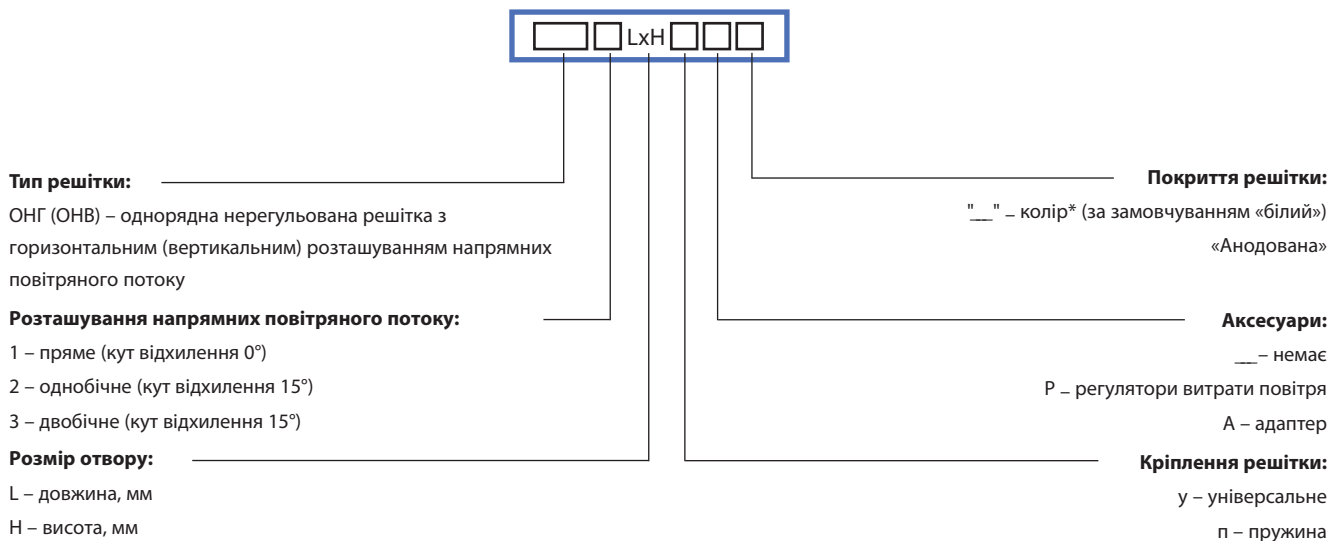 LxH
Тип решітки:
ОНГ (ОНВ) – однорядна нерегульована решітка з
горизонтальним (вертикальним) розташуванням напрямних
повітряного потоку
Розташування напрямних повітряного потоку:
1 – пряме (кут відхилення 0°)
2 – однобічне (кут відхилення 15°)
3 – двобічне (кут відхилення 15°)
Розмір отвору:
L – довжина, мм
H – висота, мм
Покриття решітки:
"__" – колір* (за замовчуванням «білий»)
«Анодована»
Аксесуари:
__– немає
Р – регулятори витрати повітря
А – адаптер
Кріплення решітки:
у – універсальне
п – пружина